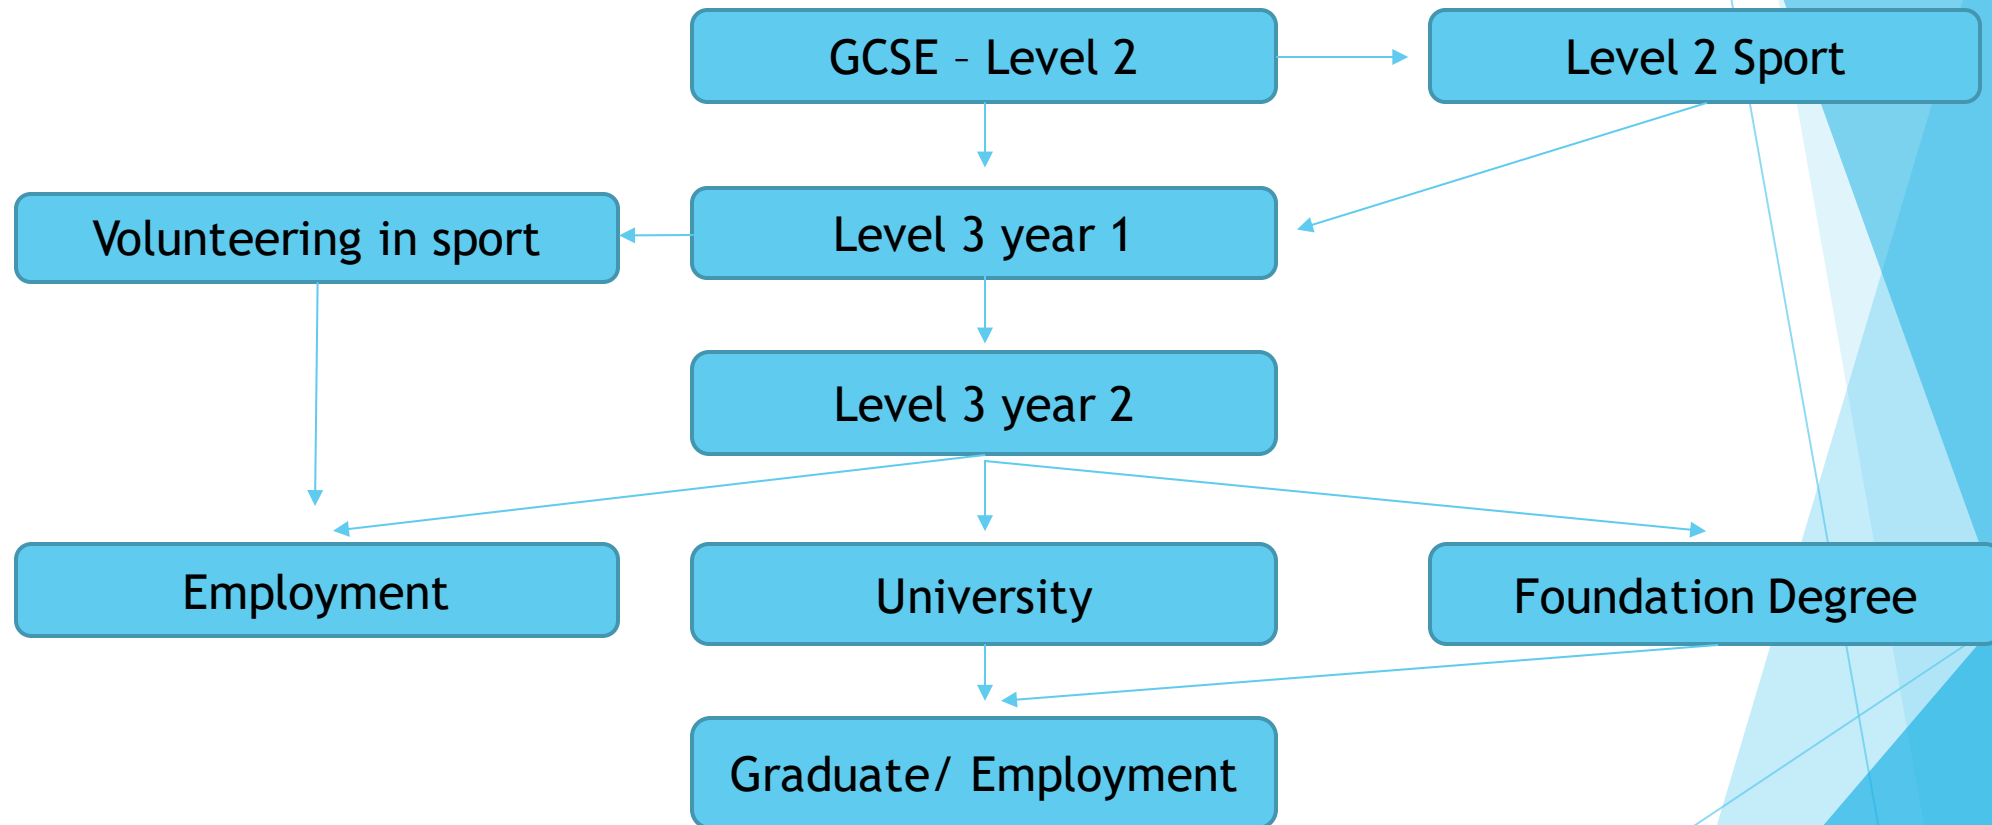 GCSE – Level 2
Level 2 Sport
Volunteering in sport
Level 3 year 1
Level 3 year 2
Employment
University
Foundation Degree
Graduate/ Employment